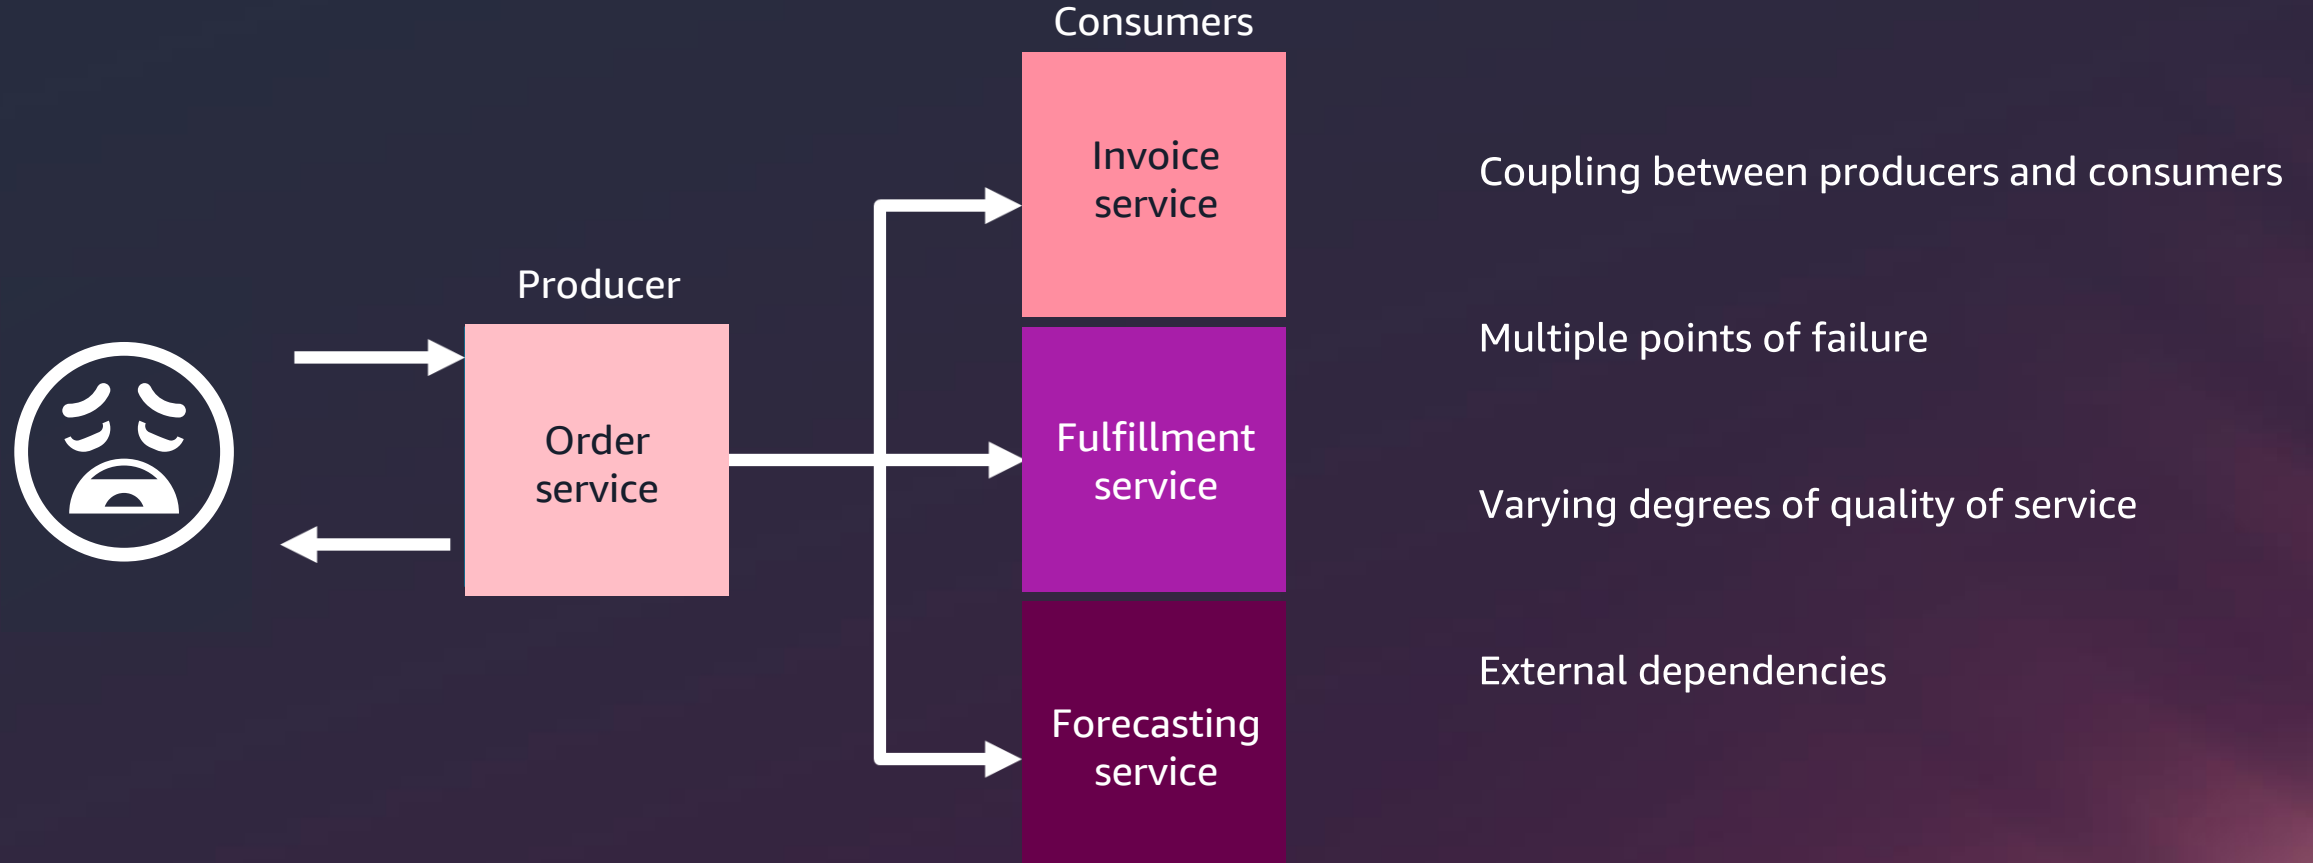 Consumers
Invoice
service
Producer
Order
service
Fulfillment
service
Forecasting
service
Coupling between producers and consumers
Multiple points of failure
Varying degrees of quality of service
External dependencies